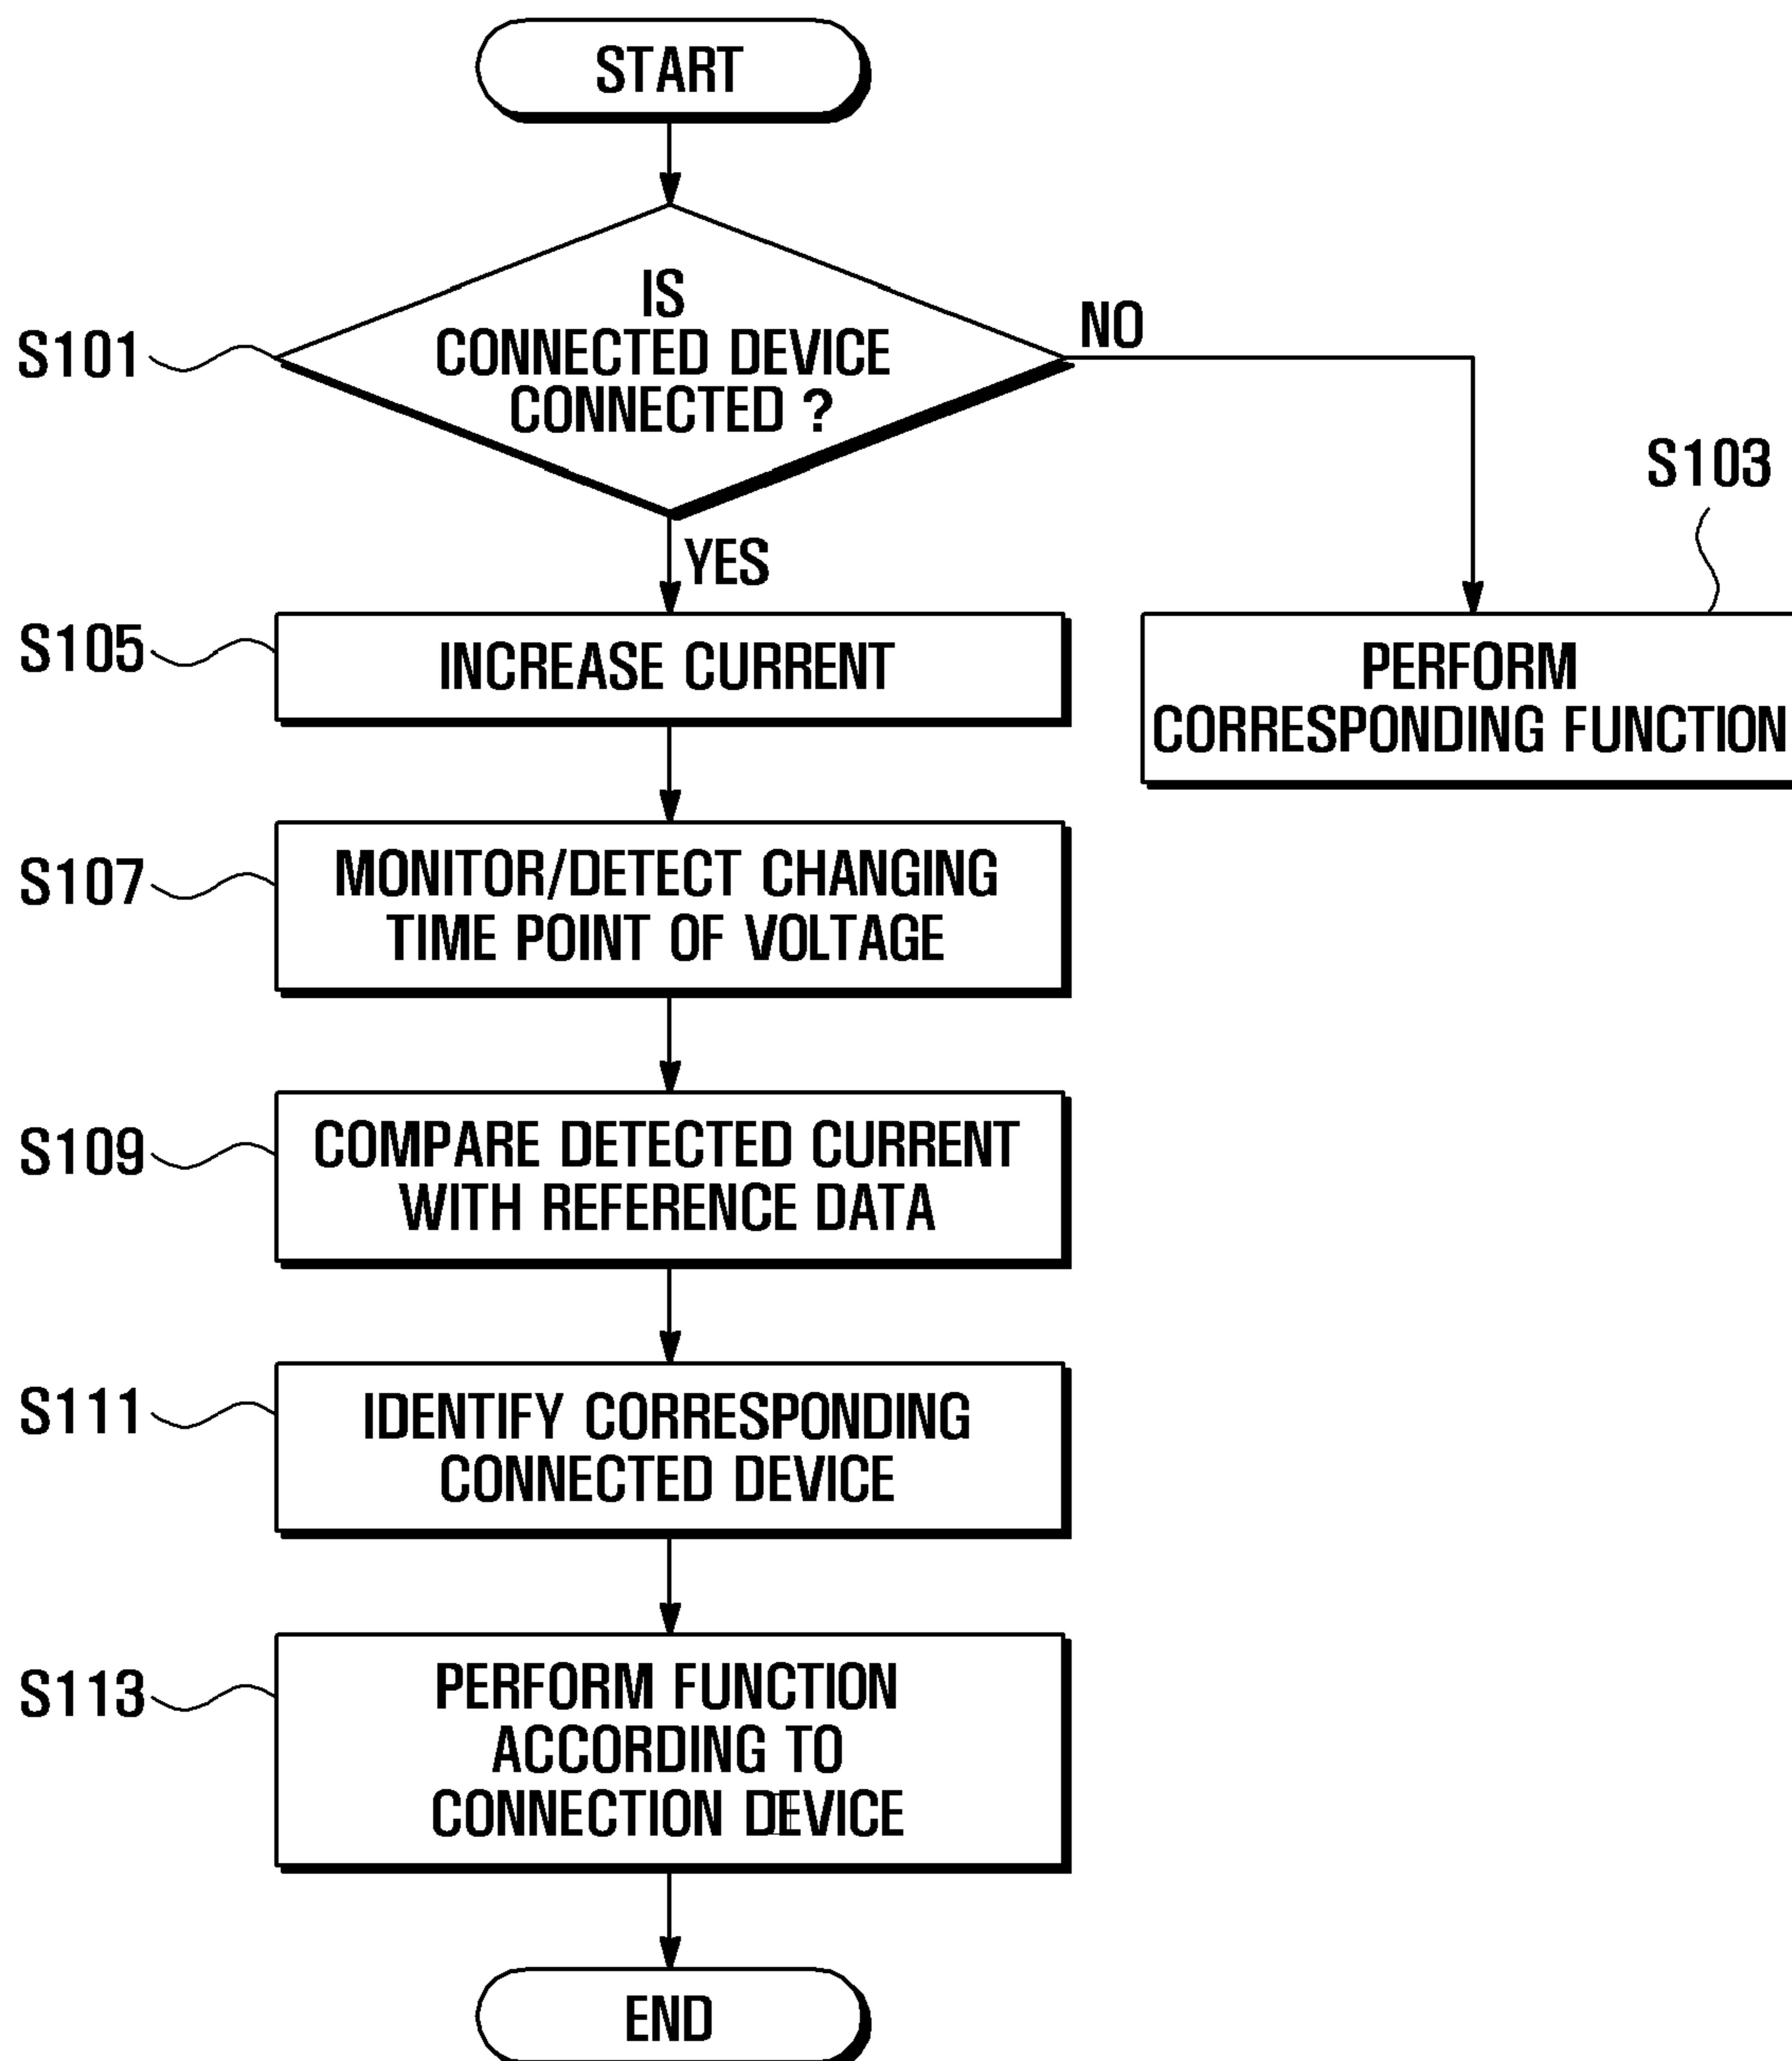 START
IS
CONNECTED DEVICE
CONNECTED ?
S101
NO
S103
YES
S105
INCREASE CURRENT
PERFORM
CORRESPONDING FUNCTION
S107
MONITOR/DETECT CHANGING
TIME POINT OF VOLTAGE
S109
COMPARE DETECTED CURRENT
WITH REFERENCE DATA
S111
IDENTIFY CORRESPONDING
CONNECTED DEVICE
S113
PERFORM FUNCTION
ACCORDING TO
CONNECTION DEVICE
END